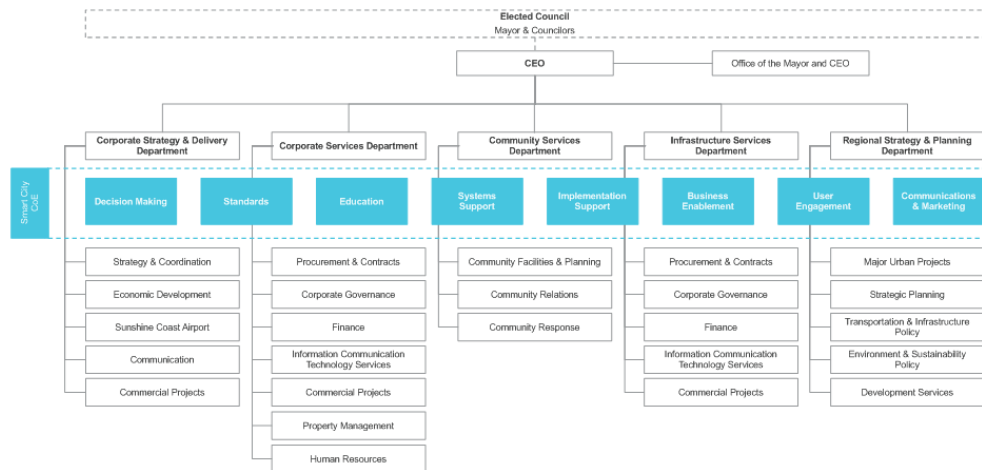 Elected Council
Mayor & Councilors
CEO
Office of the Mayor and CEO
Corporate Strategy & Delivery
Department
Corporate Services Department
Community Services
Department
Infrastructure Services
Department
Regional Strategy & Planning
Department
Smart City
CoE
Decision Making
Standards
Education
Systems
Support
Implementation
Support
Business
Enablement
User
Engagement
Communications
& Marketing
Strategy & Coordination
Economic Development
Sunshine Coast Airport
Communication
Commercial Projects
Procurement & Contracts
Corporate Governance
Finance
Information Communication
Technology Services
Commercial Projects
Property Management
Human Resources
Community Facilities & Planning
Community Relations
Community Response
Procurement & Contracts
Corporate Governance
Finance
Information Communication
Technology Services
Commercial Projects
Major Urban Projects
Strategic Planning
Transportation & Infrastructure
Policy
Environment & Sustainability
Policy
Development Services